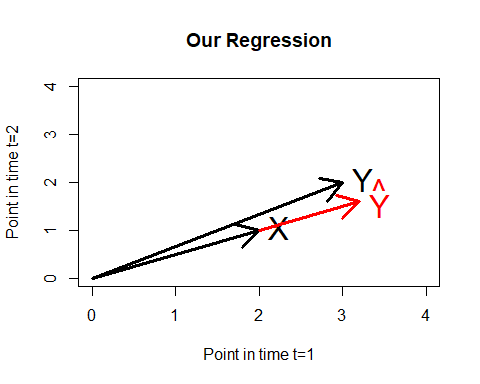 Our Regression
Point in time t=2
4
3
2
1
0
Y
Ŷ
X
0 1 2 3 4
Point in time t=1